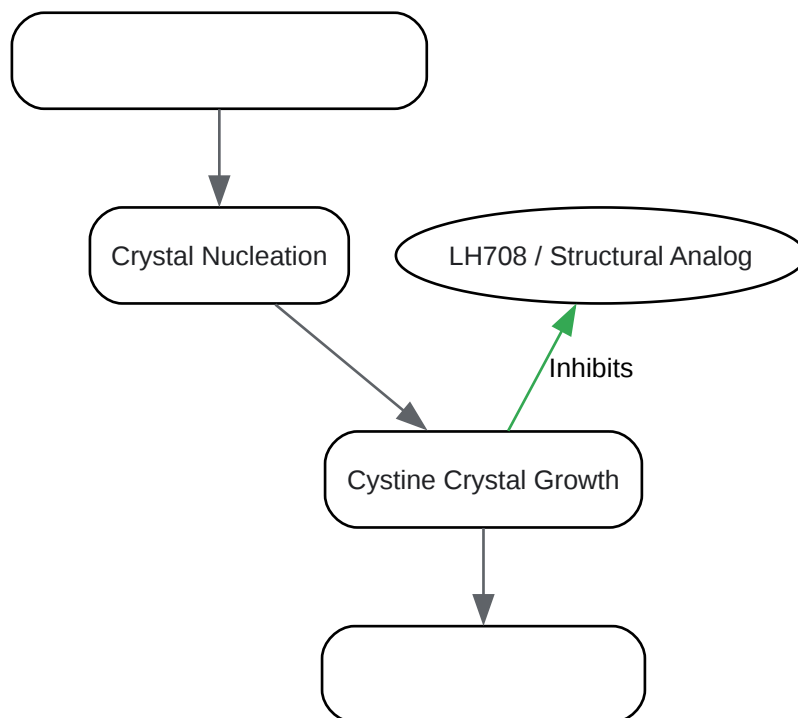 Crystal Nucleation
LH708 / Structural Analog
Inhibits
Cystine Crystal Growth